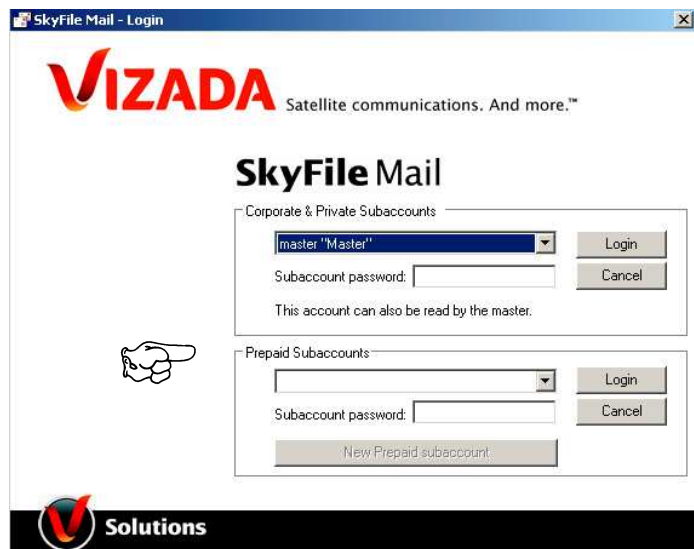 SkyFile Mail - Login
VIZADA Satellite communications. And more.™
SkyFile Mail
Corporate & Private Subaccounts
master "Master"
Login
Subaccount password:
Cancel
This account can also be read by the master.
Prepaid Subaccounts
Login
Subaccount password:
Cancel
New Prepaid subaccount
Solutions